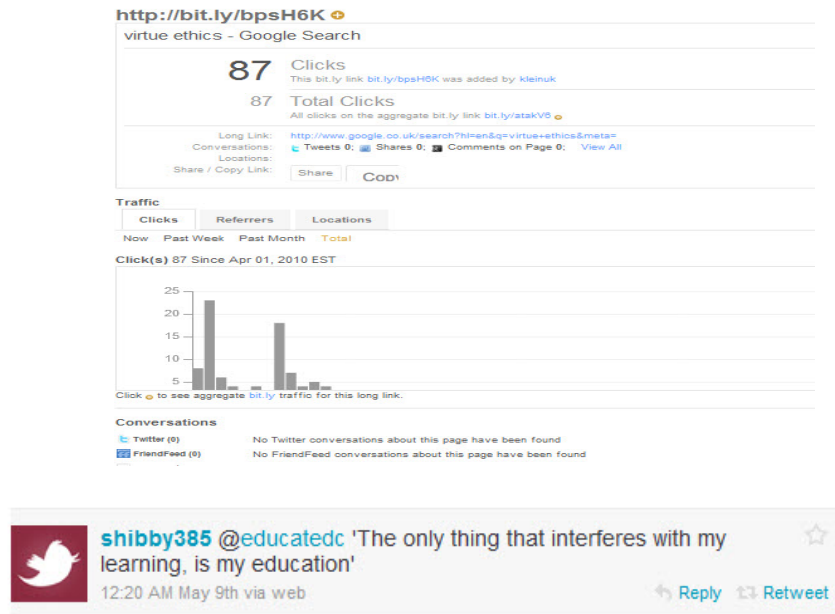 http://bit.ly/bpsH6K
virtue ethics - Google Search
87 Clicks
This bit.ly link bit.ly/bpsH6K was added by kleinuk
87 Total Clicks
All clicks on the aggregate bit.ly link bit.ly/atakV6
Long Link: http://www.google.co.uk/search?hl=en&q=virtue+ethics&meta=
Conversations: Tweets 0; Shares 0; Comments on Page 0; View All
Locations:
Share / Copy Link: Share Copy
Traffic
Clicks Referrers Locations
Now Past Week Past Month Total
Click(s) 87 Since Apr 01, 2010 EST
25
20
15
10
5
Click to see aggregate bit.ly traffic for this long link.
Conversations
Twitter (0) No Twitter conversations about this page have been found
FriendFeed (0) No FriendFeed conversations about this page have been found
shibby385 @educatedc 'The only thing that interferes with my
learning, is my education'
12:20 AM May 9th via web Reply Retweet